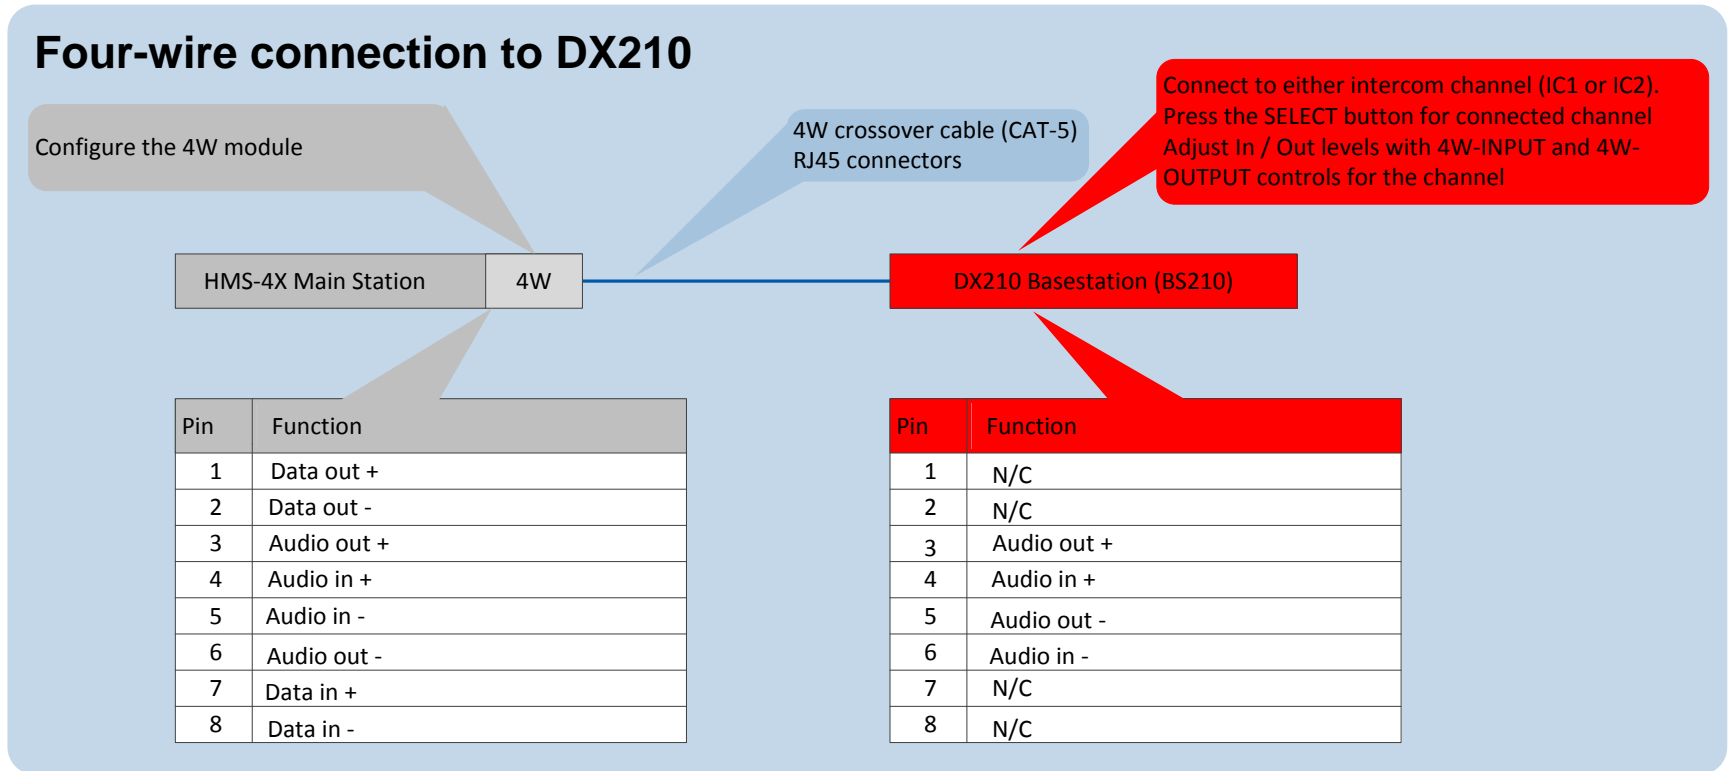 Four-wire connection to DX210
Configure the 4W module
4W crossover cable (CAT-5)
RJ45 connectors
Connect to either intercom channel (IC1 or IC2).
Press the SELECT button for connected channel
Adjust In / Out levels with 4W-INPUT and 4W-
OUTPUT controls for the channel
HMS-4X Main Station
4W
DX210 Basestation (BS210)
Pin Function
1 Data out +
2 Data out -
3 Audio out +
4 Audio in +
5 Audio in -
6 Audio out -
7 Data in +
8 Data in -
Pin Function
1 N/C
2 N/C
3 Audio out +
4 Audio in +
5 Audio out -
6 Audio in -
7 N/C
8 N/C